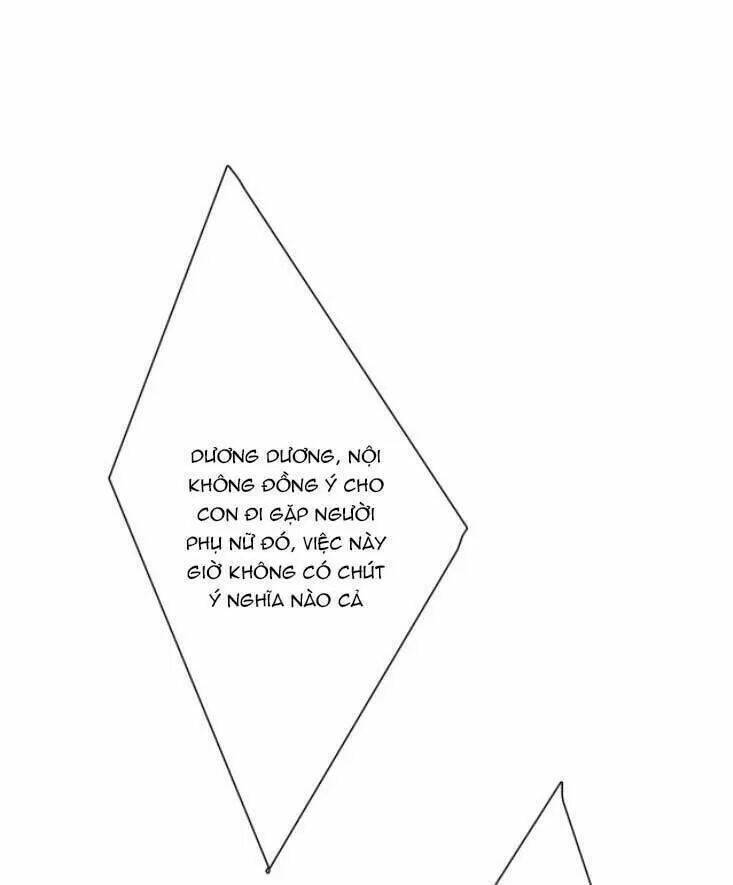 DƯƠNG DƯƠNG, NỘI
KHÔNG ĐỒNG Ý CHO
CON ĐI GẶP NGƯỜI
PHỤ NỮ ĐÓ, VIỆC NÀY
GIỜ KHÔNG CÓ CHÚT
Ý NGHĨA NÀO CẢ